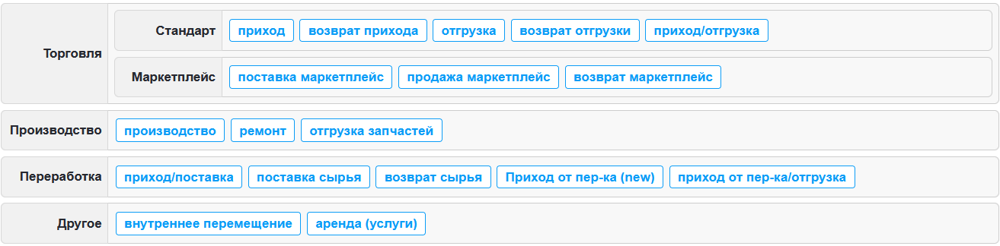 Торговля
Стандарт приход возврат прихода отгрузка возврат отгрузки приход/отгрузка
Маркетплейс поставка маркетплейс продажа маркетплейс возврат маркетплейс
Производство производство ремонт отгрузка запчастей
Переработка приход/поставка поставка сырья возврат сырья Приход от пер-ка (new) приход от пер-ка/отгрузка
Другое внутреннее перемещение аренда (услуги)